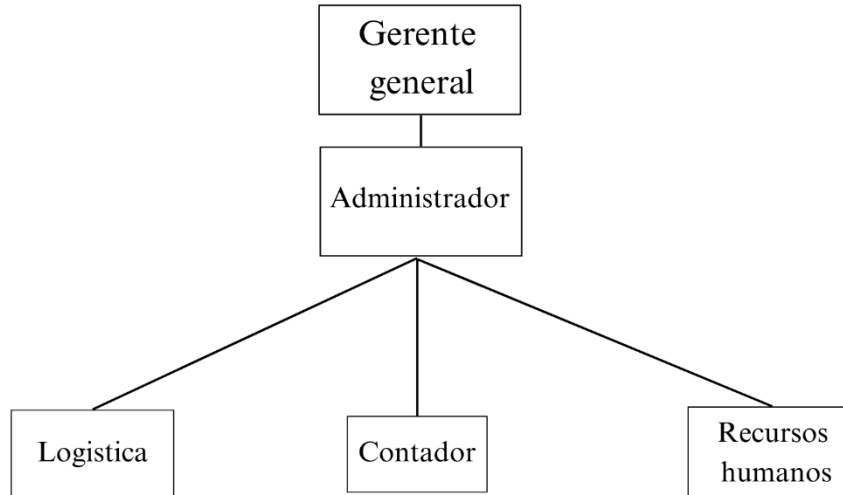 Gerente
general
Administrador
Logistica
Contador
Recursos
humanos